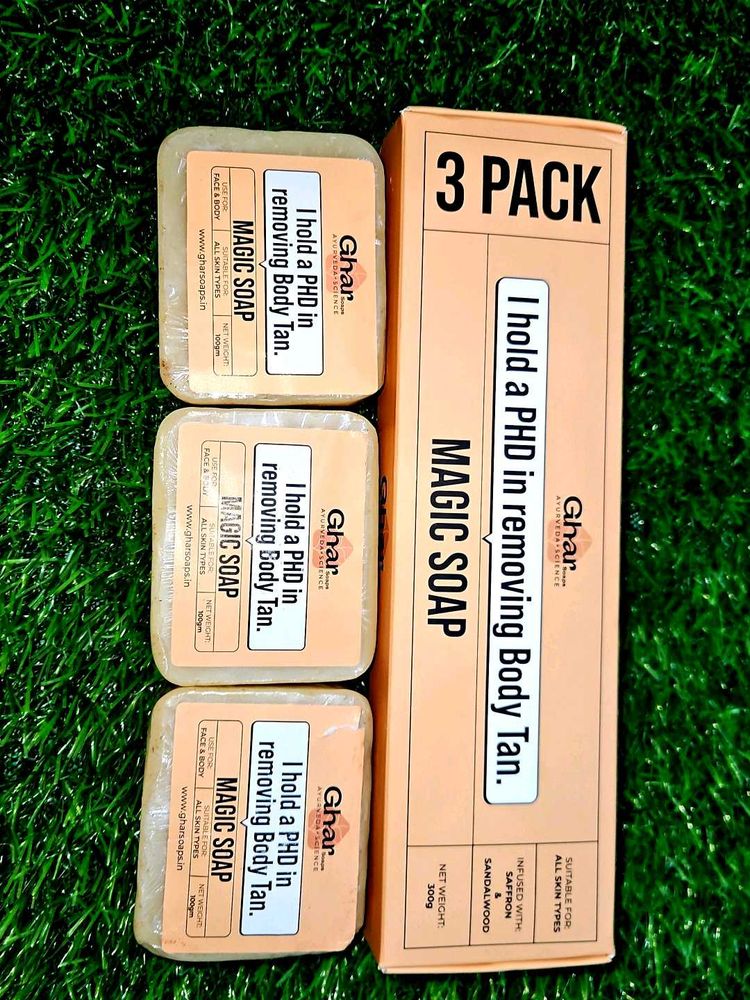 3 PACK
Ghar
Soaps
AYURVEDA+SCIENCE
I hold a PHD in removing Body Tan.
MAGIC SOAP
SUITABLE FOR:
ALL SKIN TYPES
INFUSED WITH:
SAFFRON
&
SANDALWOOD
NET WEIGHT:
300g
Ghar
Soaps
AYURVEDA+SCIENCE
I hold a PHD in
removing Body Tan.
MAGIC SOAP
USE FOR:
FACE & BODY
SUITABLE FOR:
ALL SKIN TYPES
NET WEIGHT:
100gm
www.gharsoaps.in
Ghar
Soaps
AYURVEDA+SCIENCE
I hold a PHD in
removing Body Tan.
MAGIC SOAP
USE FOR:
FACE & BODY
SUITABLE FOR:
ALL SKIN TYPES
NET WEIGHT:
100gm
www.gharsoaps.in
Ghar
Soaps
AYURVEDA+SCIENCE
I hold a PHD in
removing Body Tan.
MAGIC SOAP
USE FOR:
FACE & BODY
SUITABLE FOR:
ALL SKIN TYPES
NET WEIGHT:
100gm
www.gharsoaps.in